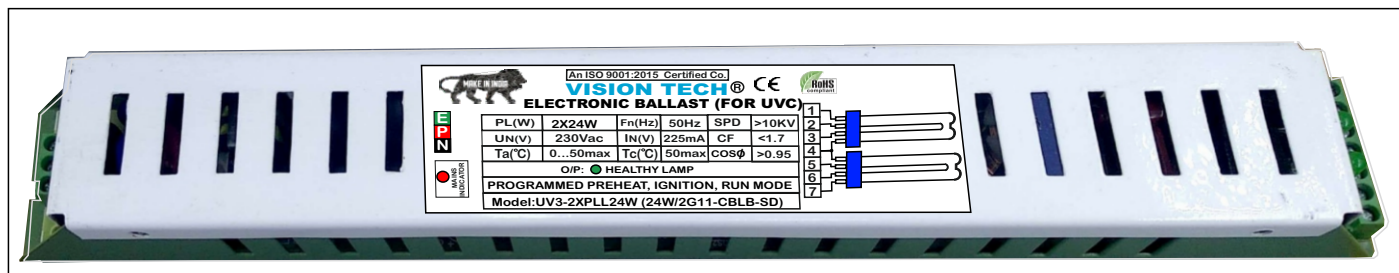 MAKE IN INDIA
An ISO 9001:2015 Certified Co.
VISION TECH® CE
RoHS
compliant
ELECTRONIC BALLAST (FOR UVC)
E
P
N
MAINS
INDICATOR
PL(W) 2X24W Fn(Hz) 50Hz SPD >10KV
UN(V) 230Vac IN(V) 225mA CF <1.7
Ta(℃) 0...50max Tc(℃) 50max COSϕ >0.95
O/P: HEALTHY LAMP
PROGRAMMED PREHEAT, IGNITION, RUN MODE
Model:UV3-2XPLL24W (24W/2G11-CBLB-SD)
1
2
3
4
5
6
7